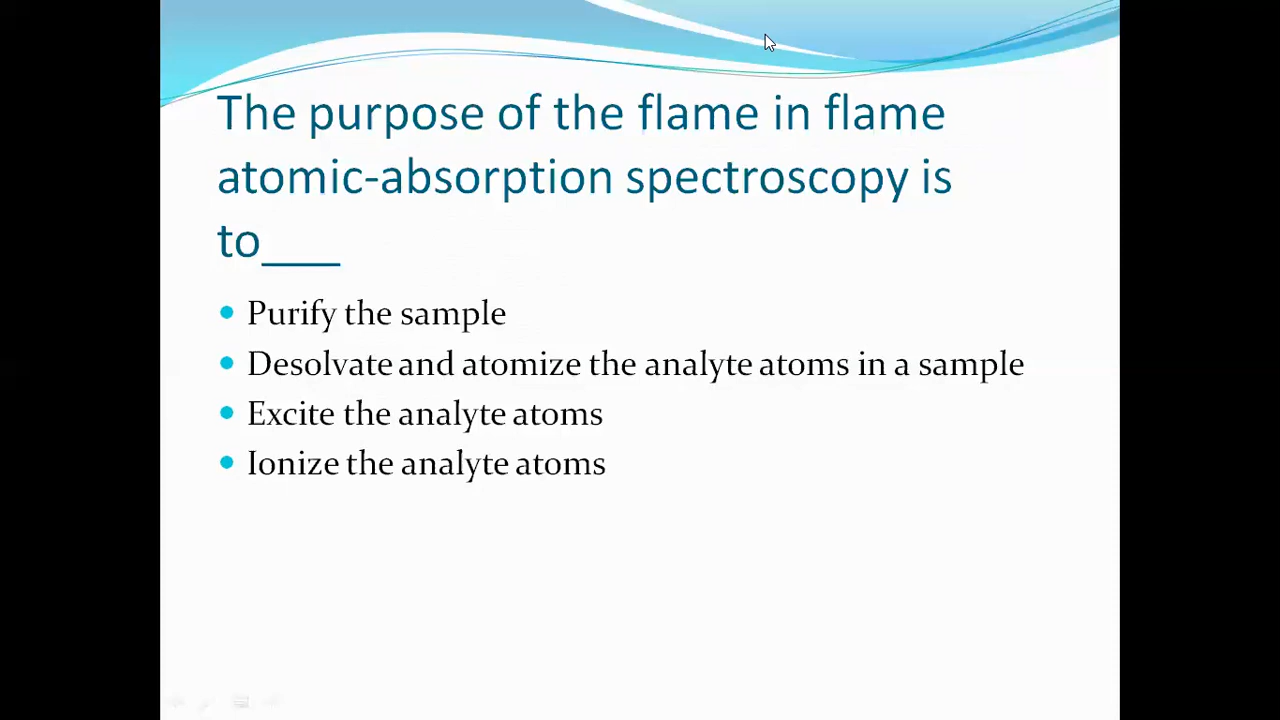 The purpose of the flame in flame
atomic-absorption spectroscopy is
to___
Purify the sample
Desolvate and atomize the analyte atoms in a sample
Excite the analyte atoms
Ionize the analyte atoms